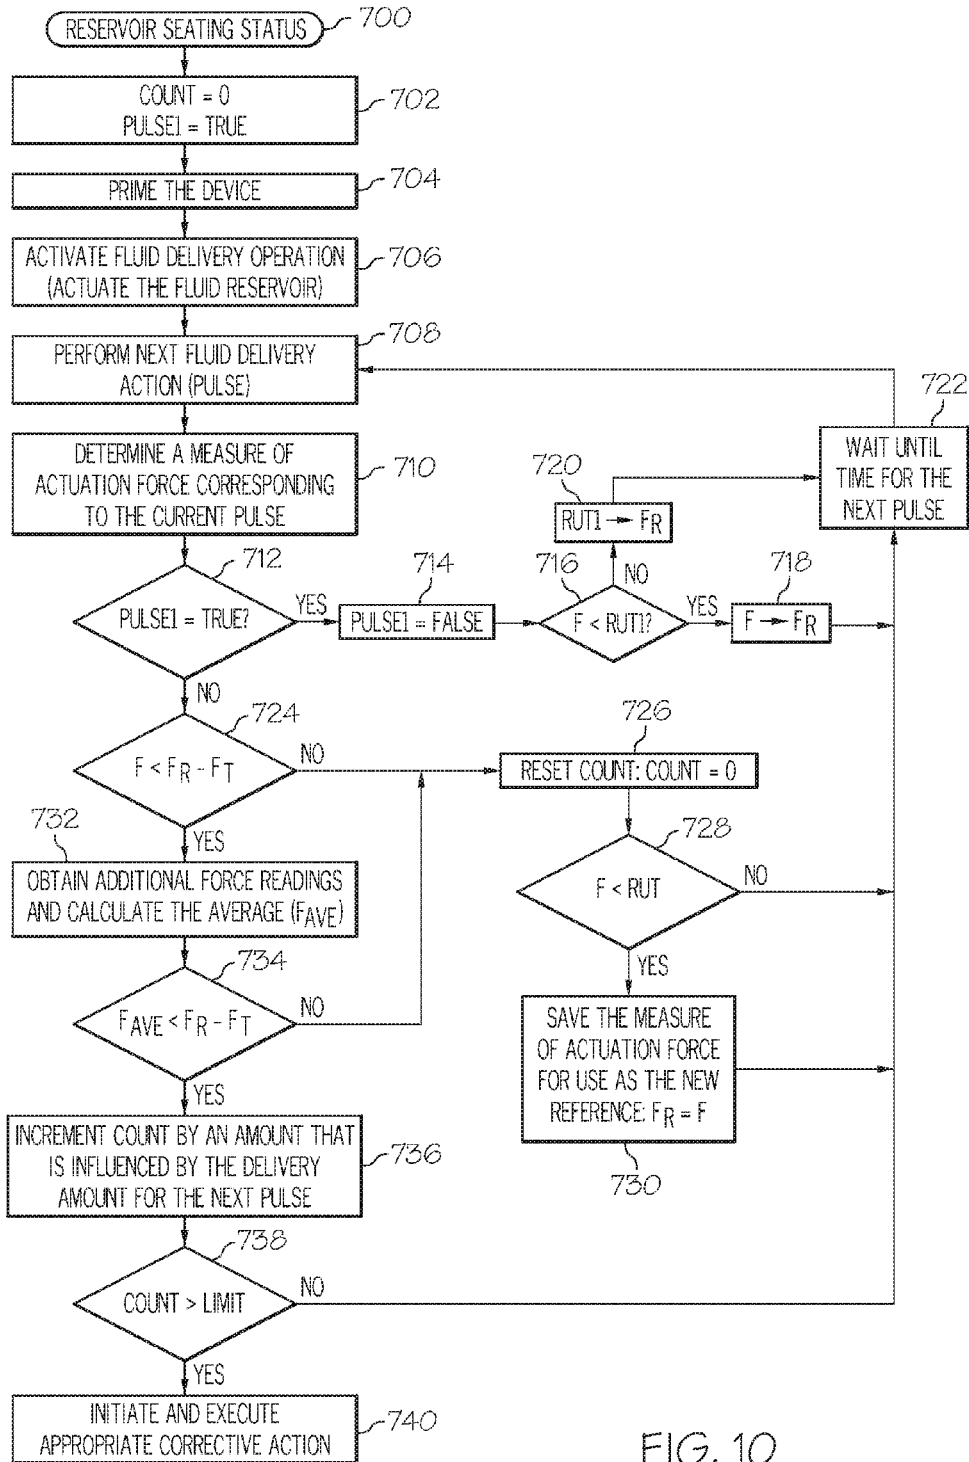 RESERVOIR SEATING STATUS
700
COUNT = 0
PULSE1 = TRUE
702
PRIME THE DEVICE
704
ACTIVATE FLUID DELIVERY OPERATION
(ACTUATE THE FLUID RESERVOIR)
706
PERFORM NEXT FLUID DELIVERY
ACTION (PULSE)
708
722
WAIT UNTIL
TIME FOR THE
NEXT PULSE
DETERMINE A MEASURE OF
ACTUATION FORCE CORRESPONDING
TO THE CURRENT PULSE
710
720
RUT1 → FR
712
PULSE1 = TRUE?
YES
714
PULSE1 = FALSE
716
NO
F < RUT1?
YES
718
F → FR
NO
724
F < FR – FT
NO
726
RESET COUNT: COUNT = 0
YES
728
F < RUT
NO
732
OBTAIN ADDITIONAL FORCE READINGS
AND CALCULATE THE AVERAGE (FAVE)
YES
734
FAVE < FR – FT
NO
SAVE THE MEASURE
OF ACTUATION FORCE
FOR USE AS THE NEW
REFERENCE: FR = F
730
YES
INCREMENT COUNT BY AN AMOUNT THAT
IS INFLUENCED BY THE DELIVERY
AMOUNT FOR THE NEXT PULSE
736
738
COUNT > LIMIT
NO
YES
INITIATE AND EXECUTE
APPROPRIATE CORRECTIVE ACTION
740
FIG. 10